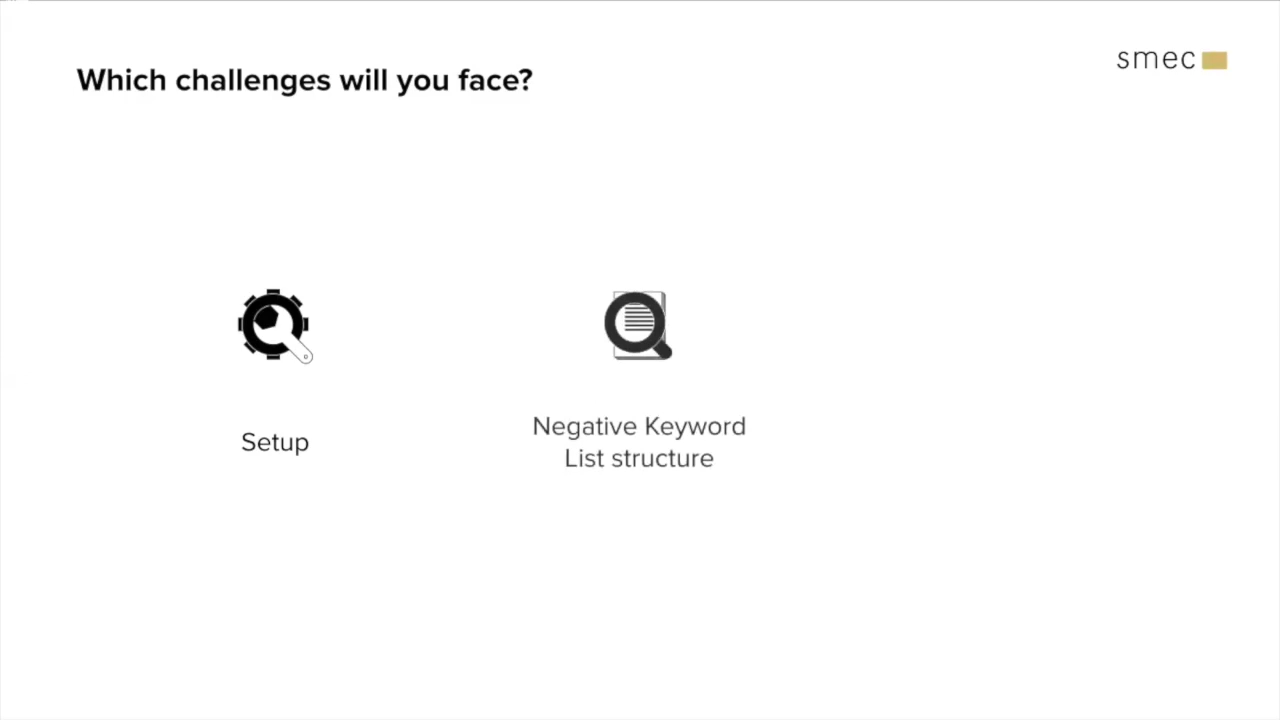 Which challenges will you face?
smec
Setup
Negative Keyword
List structure